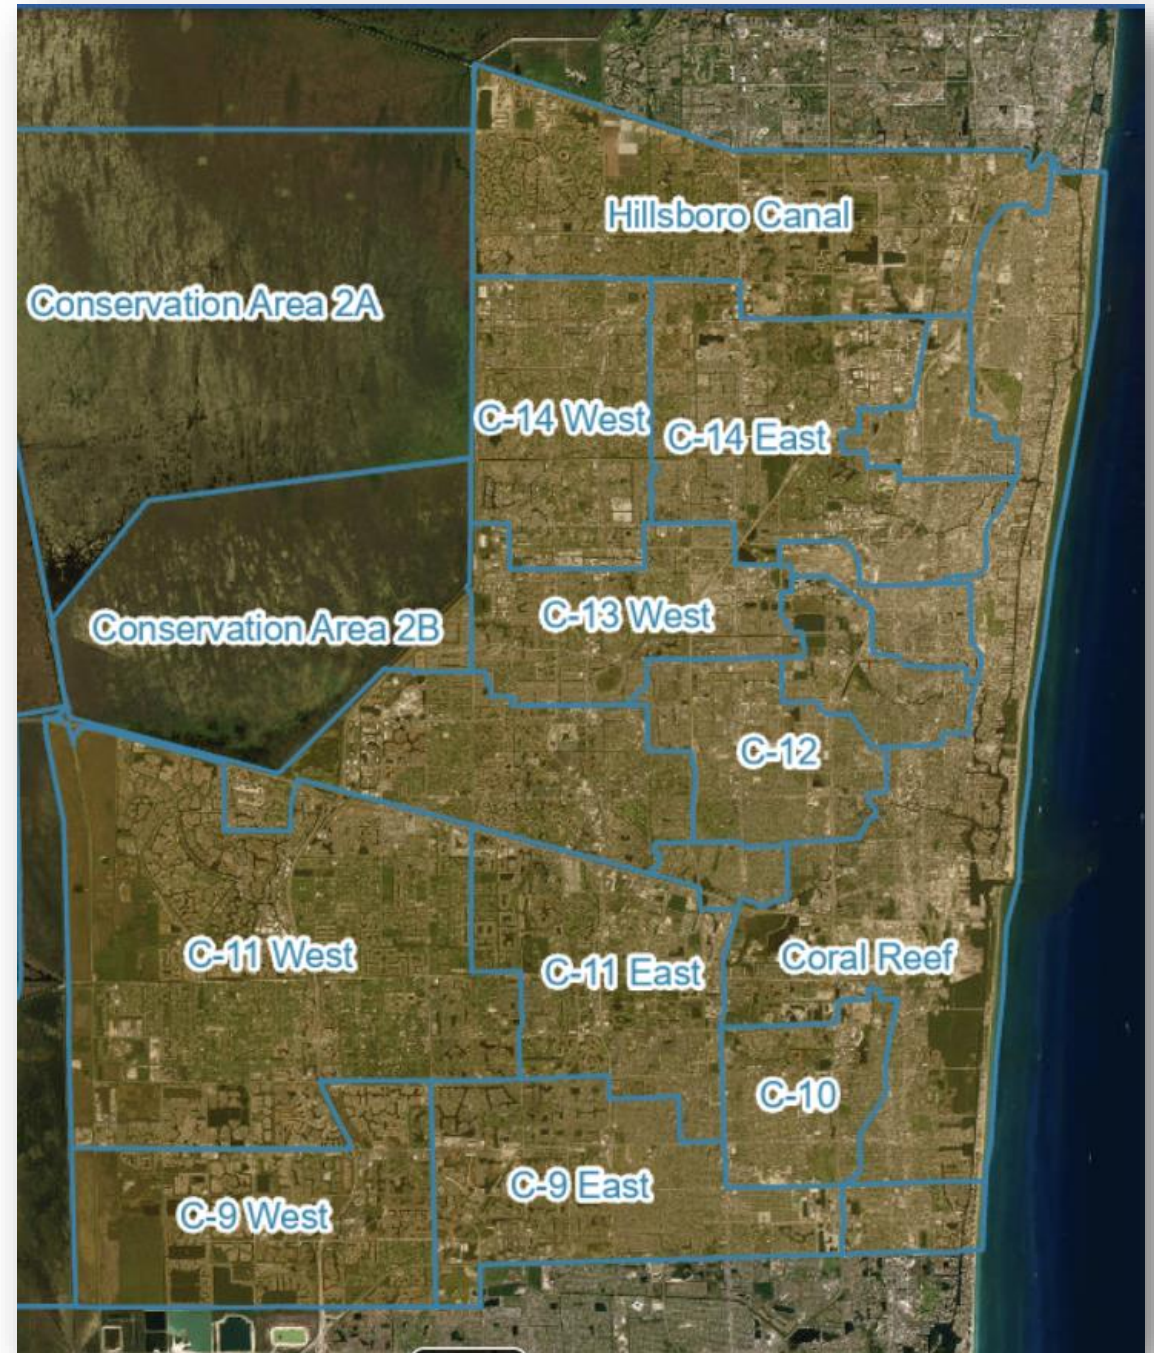 Hillsboro Canal
Conservation Area 2A
C-14 West
C-14 East
Conservation Area 2B
C-13 West
C-12
C-11 West
C-11 East
Coral Reef
C-10
C-9 East
C-9 West